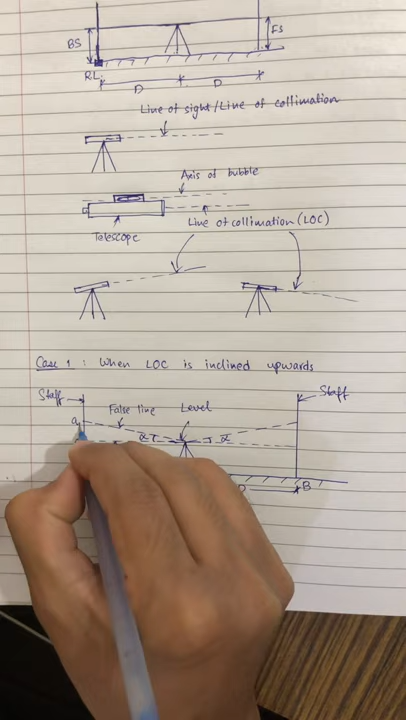 BS
FS
R.L.
D D
Line of sight/Line of collimation
Axis of bubble
Line of collimation (LOC)
Telescope
Case 1 : When LOC is inclined upwards
Staff
Staff
False line Level
α α
B